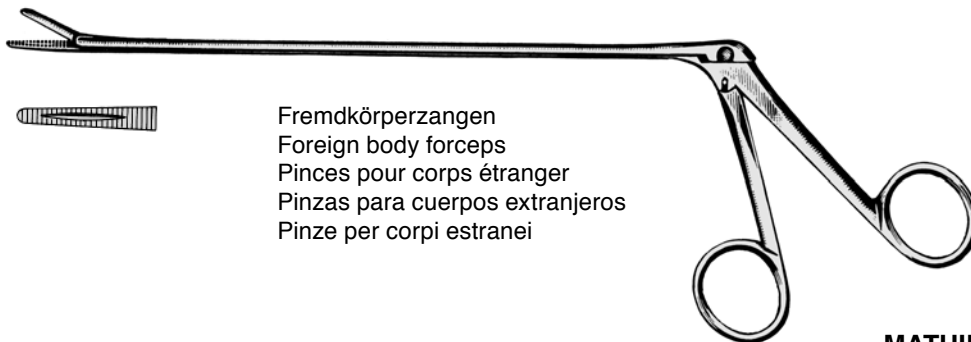 Fremdkörperzangen
Foreign body forceps
Pinces pour corps étranger
Pinzas para cuerpos extranjeros
Pinze per corpi estranei